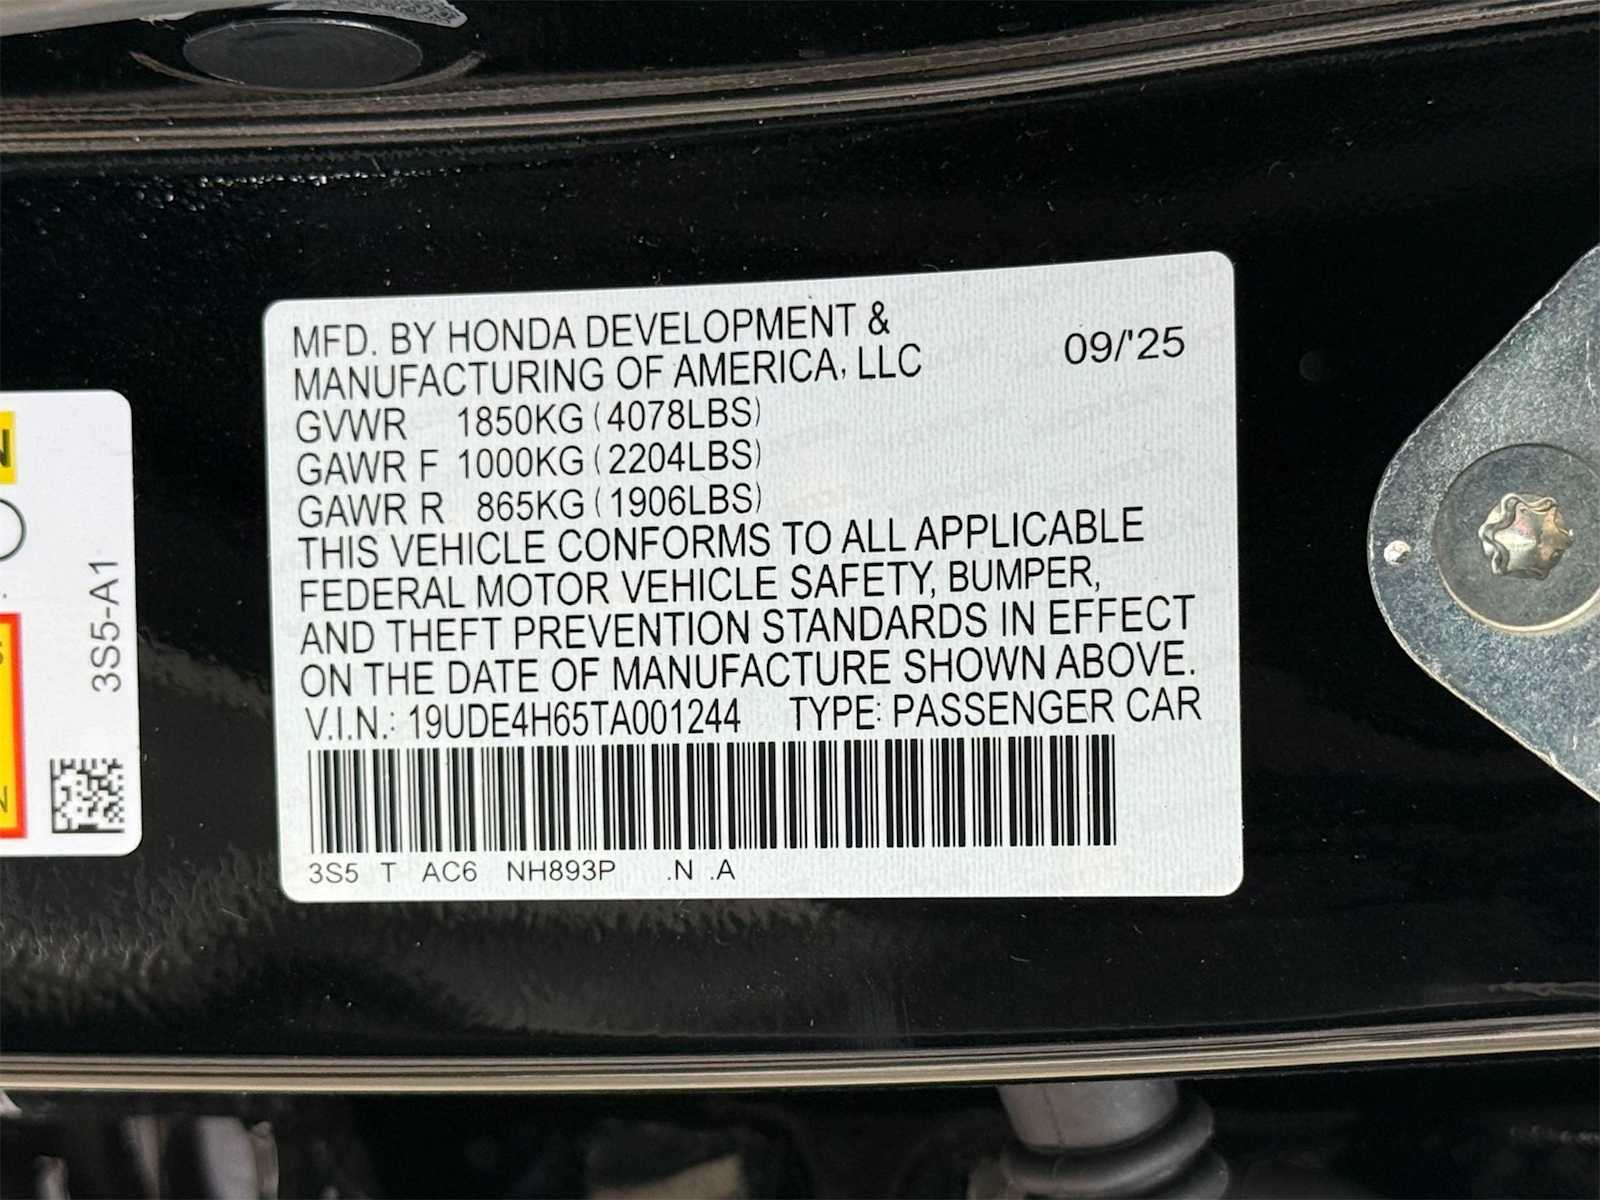 MFD. BY HONDA DEVELOPMENT &
MANUFACTURING OF AMERICA, LLC
09/'25
GVWR 1850KG (4078LBS)
GAWR F 1000KG (2204LBS)
GAWR R 865KG (1906LBS)
THIS VEHICLE CONFORMS TO ALL APPLICABLE
FEDERAL MOTOR VEHICLE SAFETY, BUMPER,
AND THEFT PREVENTION STANDARDS IN EFFECT
ON THE DATE OF MANUFACTURE SHOWN ABOVE.
V.I.N.: 19UDE4H65TA001244 TYPE: PASSENGER CAR
3S5 T AC6 NH893P .N .A
3S5-A1